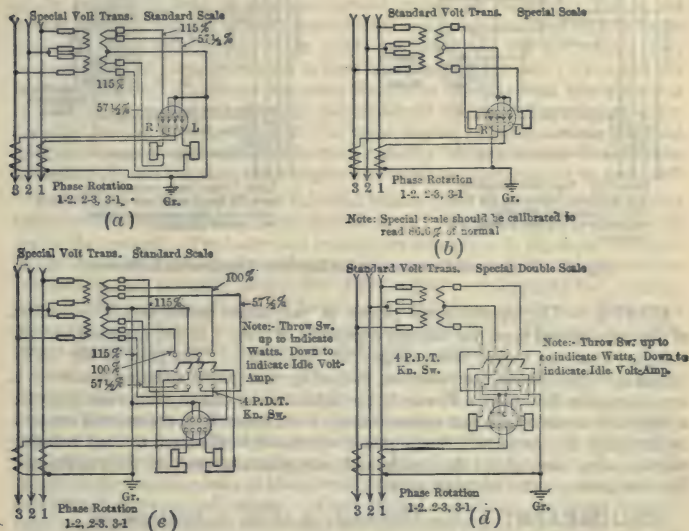 Special Volt Trans. Standard Scale
115%
57½%
115%
57½%
R.
L
3 2 1
Phase Rotation
1-2, 2-3, 3-1,
Gr.
(a)
Standard Volt Trans. Special Scale
R
L
3 2 1
Phase Rotation
1-2, 2-3, 3-1
Gr.
Note: Special scale should be calibrated to
read 86.6% of normal
(b)
Special Volt Trans. Standard Scale
100%
115%
57½%
Note:- Throw Sw.
up to indicate
Watts. Down to
indicate Idle Volt-
Amp.
115%
100%
57½%
4 P.D.T.
Kn. Sw.
Gr.
3 2 1
Phase Rotation
1-2, 2-3, 3-1
(c)
Standard Volt Trans. Special Double Scale
4 P.D.T.
Kn. Sw.
Note:- Throw Sw. up to
to indicate Watts, Down to
indicate Idle Volt-Amp.
3 2 1
Phase Rotation
1-2, 2-3, 3-1
Gr.
(d)